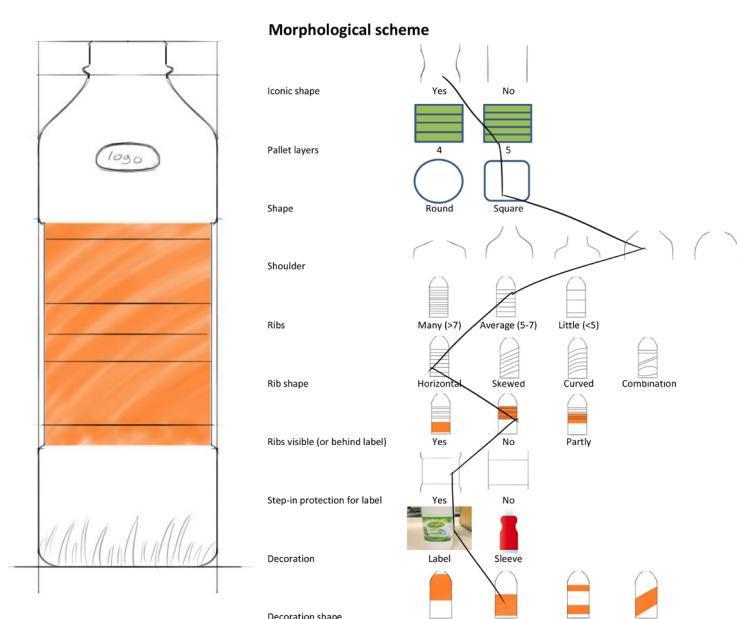 Morphological scheme
logo
Iconic shape
Yes No
Pallet layers
4 5
Shape
Round Square
Shoulder
Ribs
Many (>7) Average (5-7) Little (<5)
Rib shape
Horizontal Skewed Curved Combination
Ribs visible (or behind label)
Yes No Partly
Step-in protection for label
Yes No
Decoration
Label Sleeve
Decoration shape